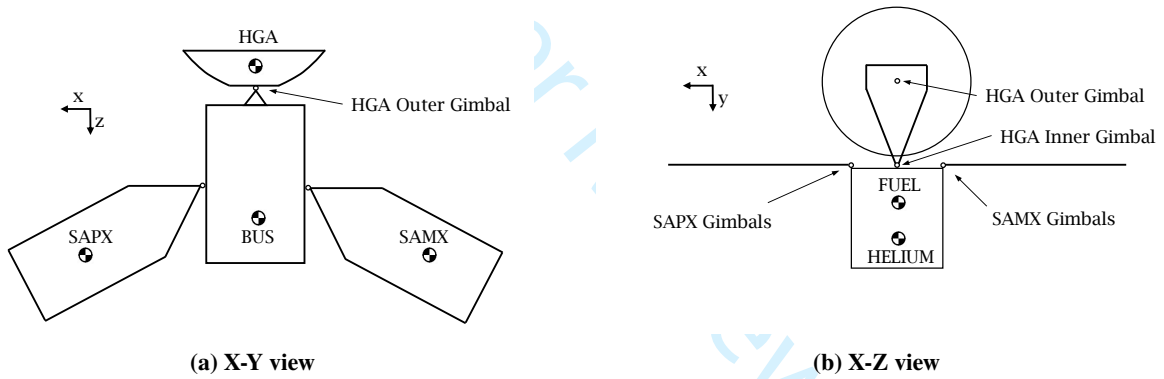 HGA
HGA Outer Gimbal
x
z
SAPX
BUS
SAMX
(a) X-Y view
x
y
HGA Outer Gimbal
HGA Inner Gimbal
FUEL
SAPX Gimbals
SAMX Gimbals
HELIUM
(b) X-Z view